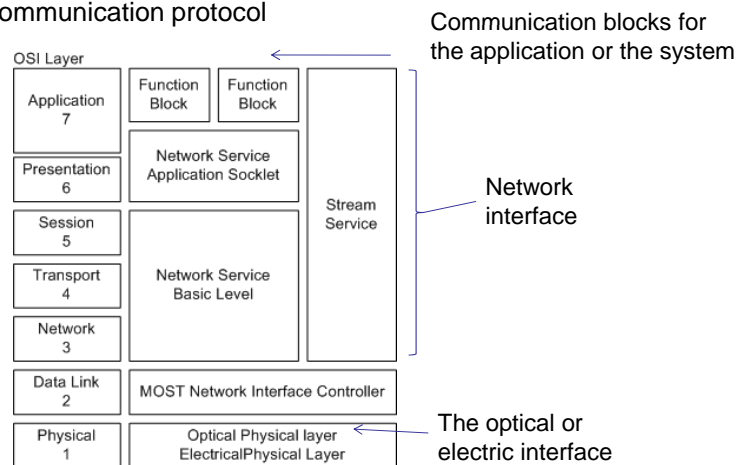 ommunication protocol
Communication blocks for
the application or the system
OSI Layer
Application
7
Function
Block
Function
Block
Presentation
6
Network Service
Application Socklet
Session
5
Stream
Service
Network
interface
Transport
4
Network Service
Basic Level
Network
3
Data Link
2
MOST Network Interface Controller
Physical
1
Optical Physical layer
ElectricalPhysical Layer
The optical or
electric interface